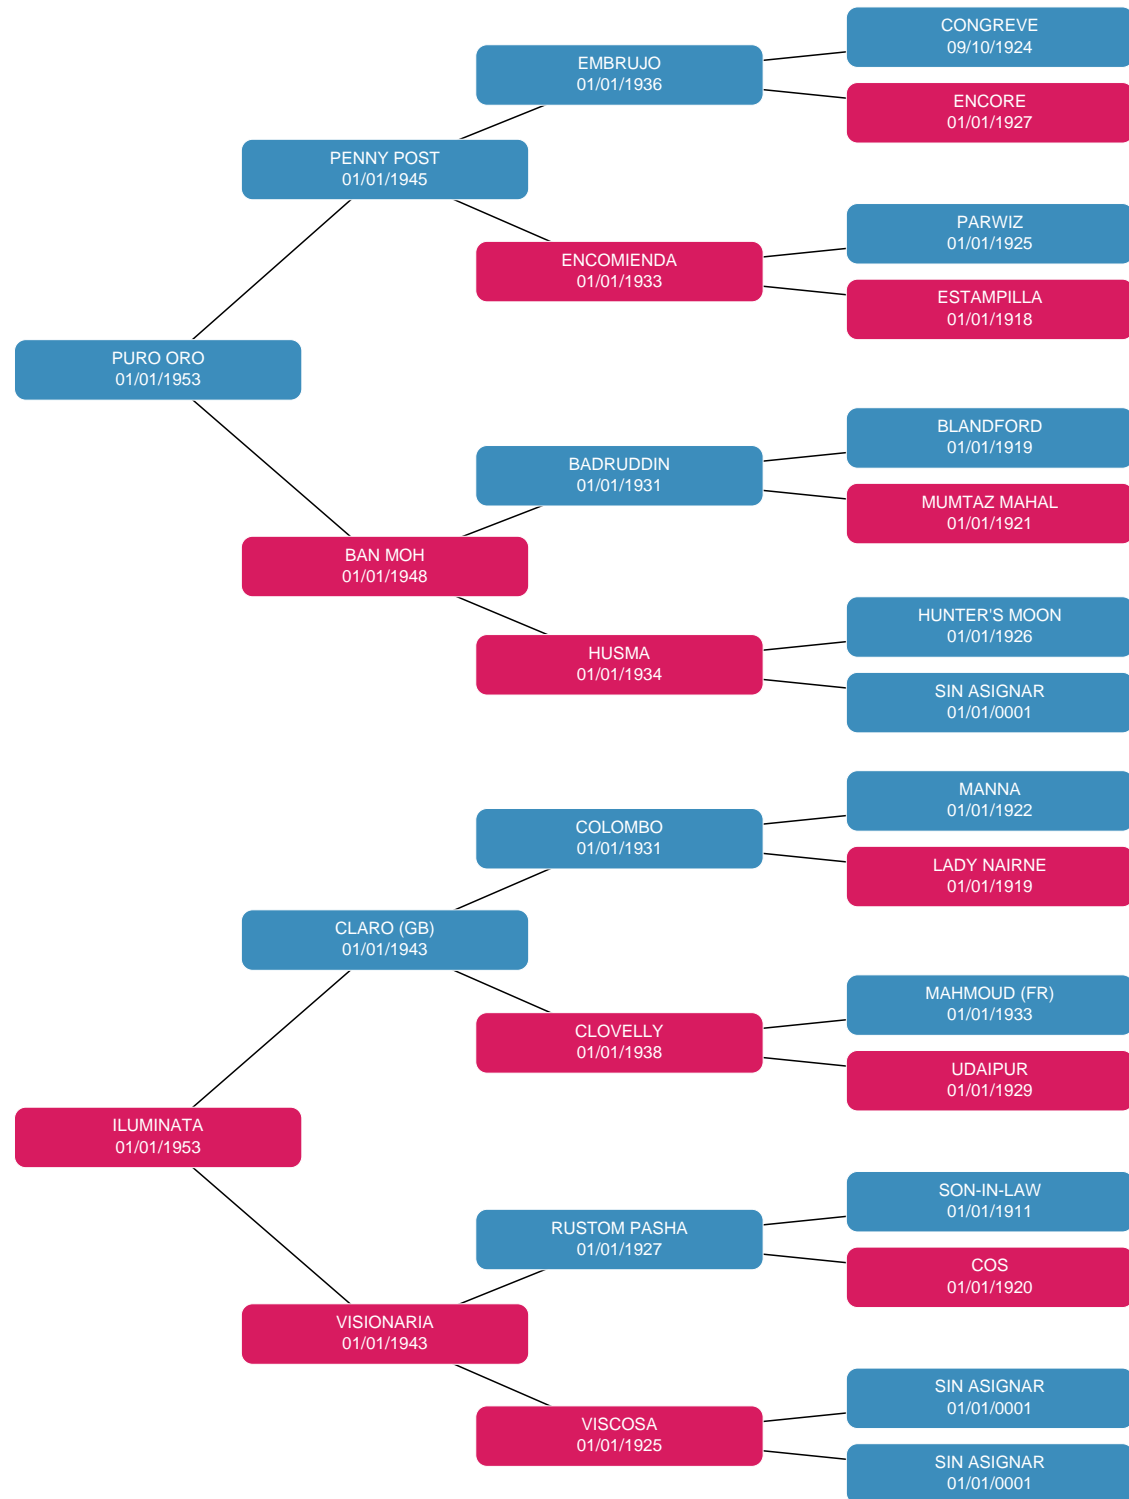 CONGREVE
09/10/1924
EMBRUJO
01/01/1936
ENCORE
01/01/1927
PENNY POST
01/01/1945
PARWIZ
01/01/1925
ENCOMIENDA
01/01/1933
ESTAMPILLA
01/01/1918
PURO ORO
01/01/1953
BLANDFORD
01/01/1919
BADRUDDIN
01/01/1931
MUMTAZ MAHAL
01/01/1921
BAN MOH
01/01/1948
HUNTER'S MOON
01/01/1926
HUSMA
01/01/1934
SIN ASIGNAR
01/01/0001
MANNA
01/01/1922
COLOMBO
01/01/1931
LADY NAIRNE
01/01/1919
CLARO (GB)
01/01/1943
MAHMOUD (FR)
01/01/1933
CLOVELLY
01/01/1938
UDAIPUR
01/01/1929
ILUMINATA
01/01/1953
SON-IN-LAW
01/01/1911
RUSTOM PASHA
01/01/1927
COS
01/01/1920
VISIONARIA
01/01/1943
SIN ASIGNAR
01/01/0001
VISCOSA
01/01/1925
SIN ASIGNAR
01/01/0001